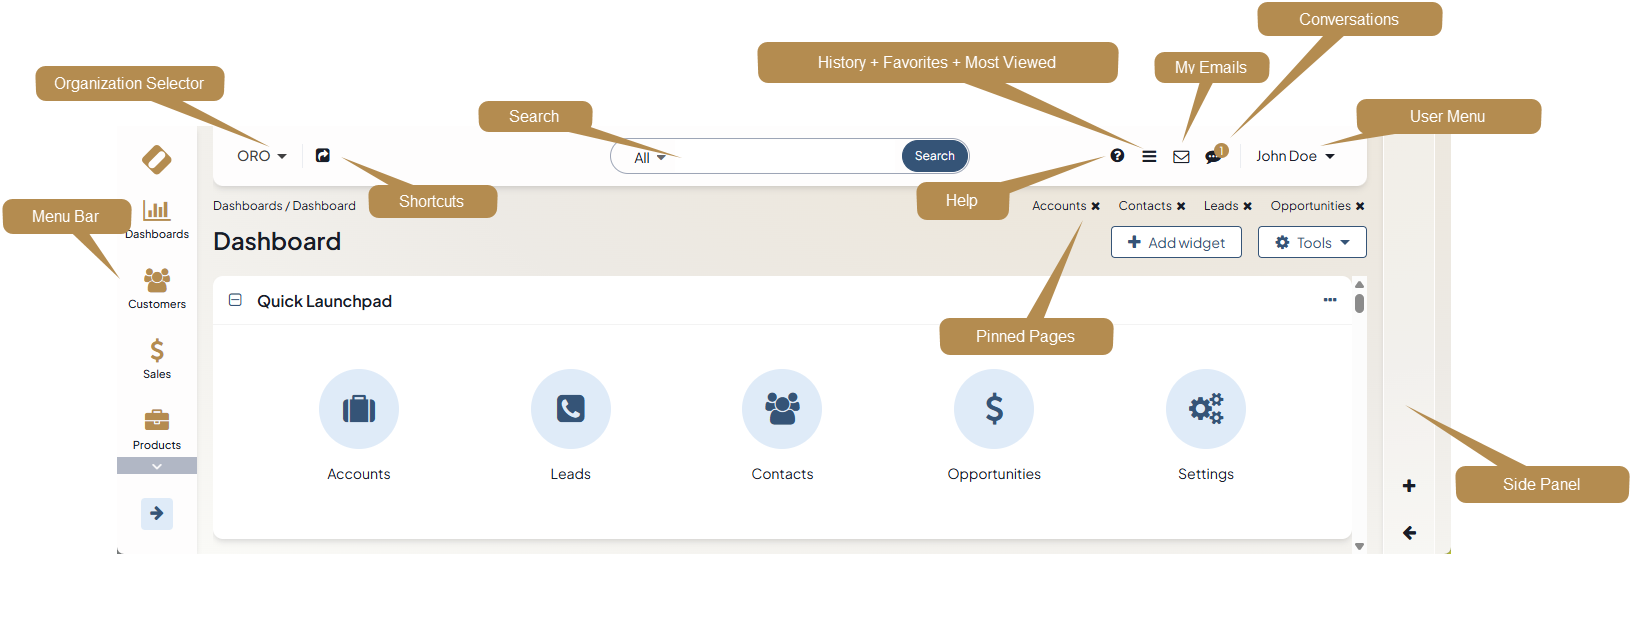 Conversations
History + Favorites + Most Viewed
My Emails
Organization Selector
Search
User Menu
ORO
All
Search
1
John Doe
Help
Shortcuts
Menu Bar
Dashboards / Dashboard
Accounts
Contacts
Leads
Opportunities
Dashboards
Dashboard
Add widget
Tools
Customers
Quick Launchpad
Pinned Pages
Sales
Products
Accounts
Leads
Contacts
Opportunities
Settings
Side Panel